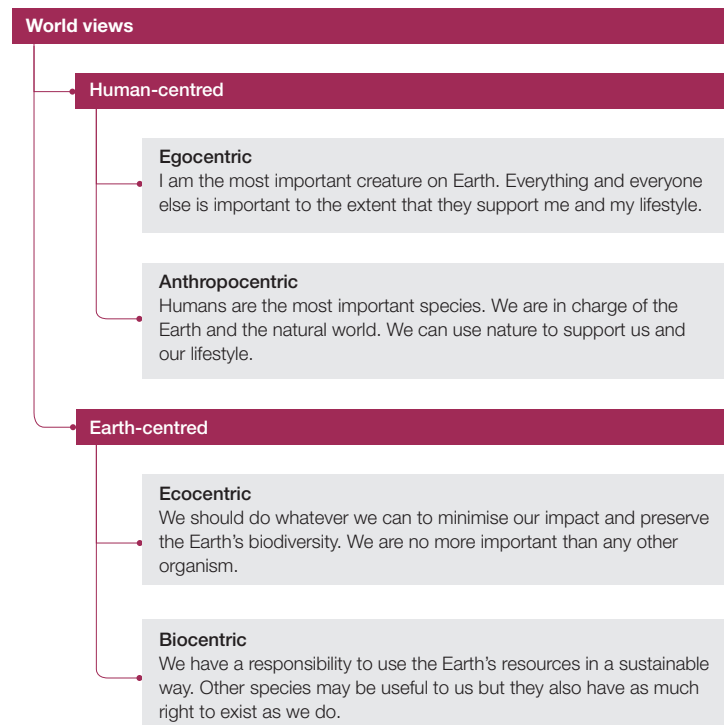 World views
Human-centred
Egocentric
I am the most important creature on Earth. Everything and everyone
else is important to the extent that they support me and my lifestyle.
Anthropocentric
Humans are the most important species. We are in charge of the
Earth and the natural world. We can use nature to support us and
our lifestyle.
Earth-centred
Ecocentric
We should do whatever we can to minimise our impact and preserve
the Earth’s biodiversity. We are no more important than any other
organism.
Biocentric
We have a responsibility to use the Earth’s resources in a sustainable
way. Other species may be useful to us but they also have as much
right to exist as we do.